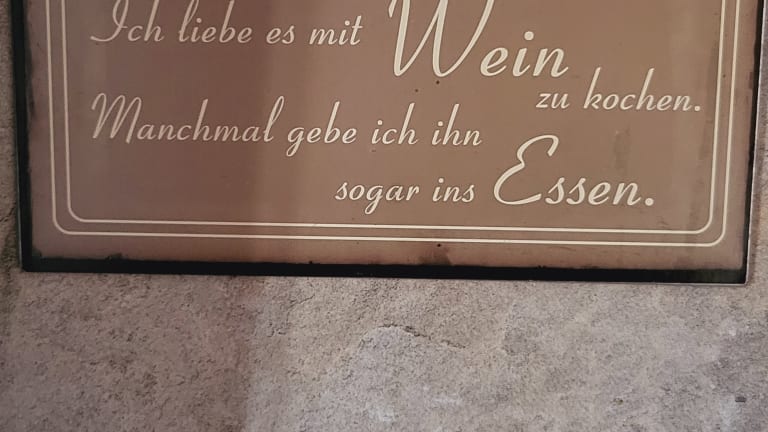 Ich liebe es mit Wein
zu kochen.
Manchmal gebe ich ihn
sogar ins Essen.